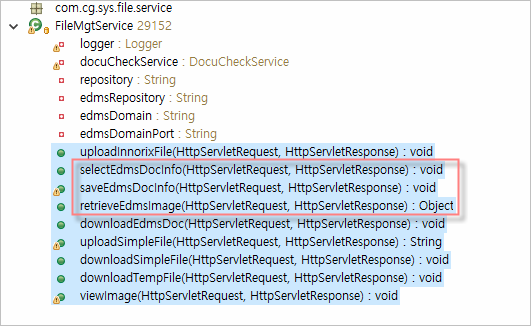 com.cg.sys.file.service
FileMgtService 29152
logger : Logger
docuCheckService : DocuCheckService
repository : String
edmsRepository : String
edmsDomain : String
edmsDomainPort : String
uploadInnorixFile(HttpServletRequest, HttpServletResponse) : void
selectEdmsDocInfo(HttpServletRequest, HttpServletResponse) : void
saveEdmsDocInfo(HttpServletRequest, HttpServletResponse) : void
retrieveEdmsImage(HttpServletRequest, HttpServletResponse) : Object
downloadEdmsDoc(HttpServletRequest, HttpServletResponse) : void
uploadSimpleFile(HttpServletRequest, HttpServletResponse) : String
downloadSimpleFile(HttpServletRequest, HttpServletResponse) : void
downloadTempFile(HttpServletRequest, HttpServletResponse) : void
viewImage(HttpServletRequest, HttpServletResponse) : void